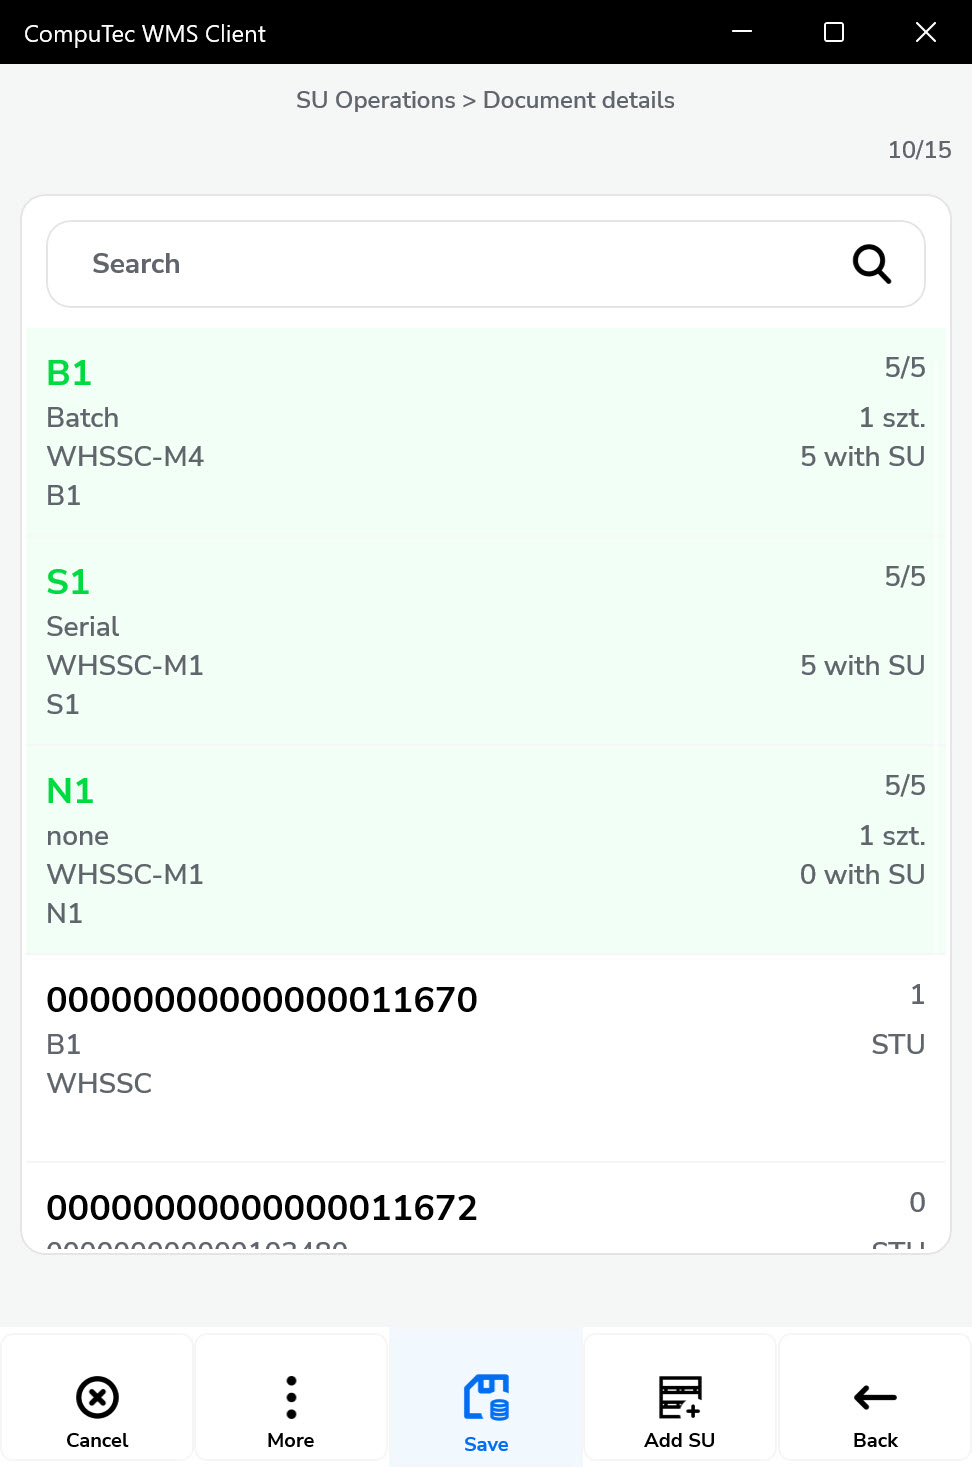 CompuTec WMS Client
SU Operations > Document details
10/15
Search
B1 5/5
Batch 1 szt.
WHSSC-M4 5 with SU
B1
S1 5/5
Serial
WHSSC-M1 5 with SU
S1
N1 5/5
none 1 szt.
WHSSC-M1 0 with SU
N1
00000000000000011670 1
B1 STU
WHSSC
00000000000000011672 0
STU
Cancel More Save Add SU Back